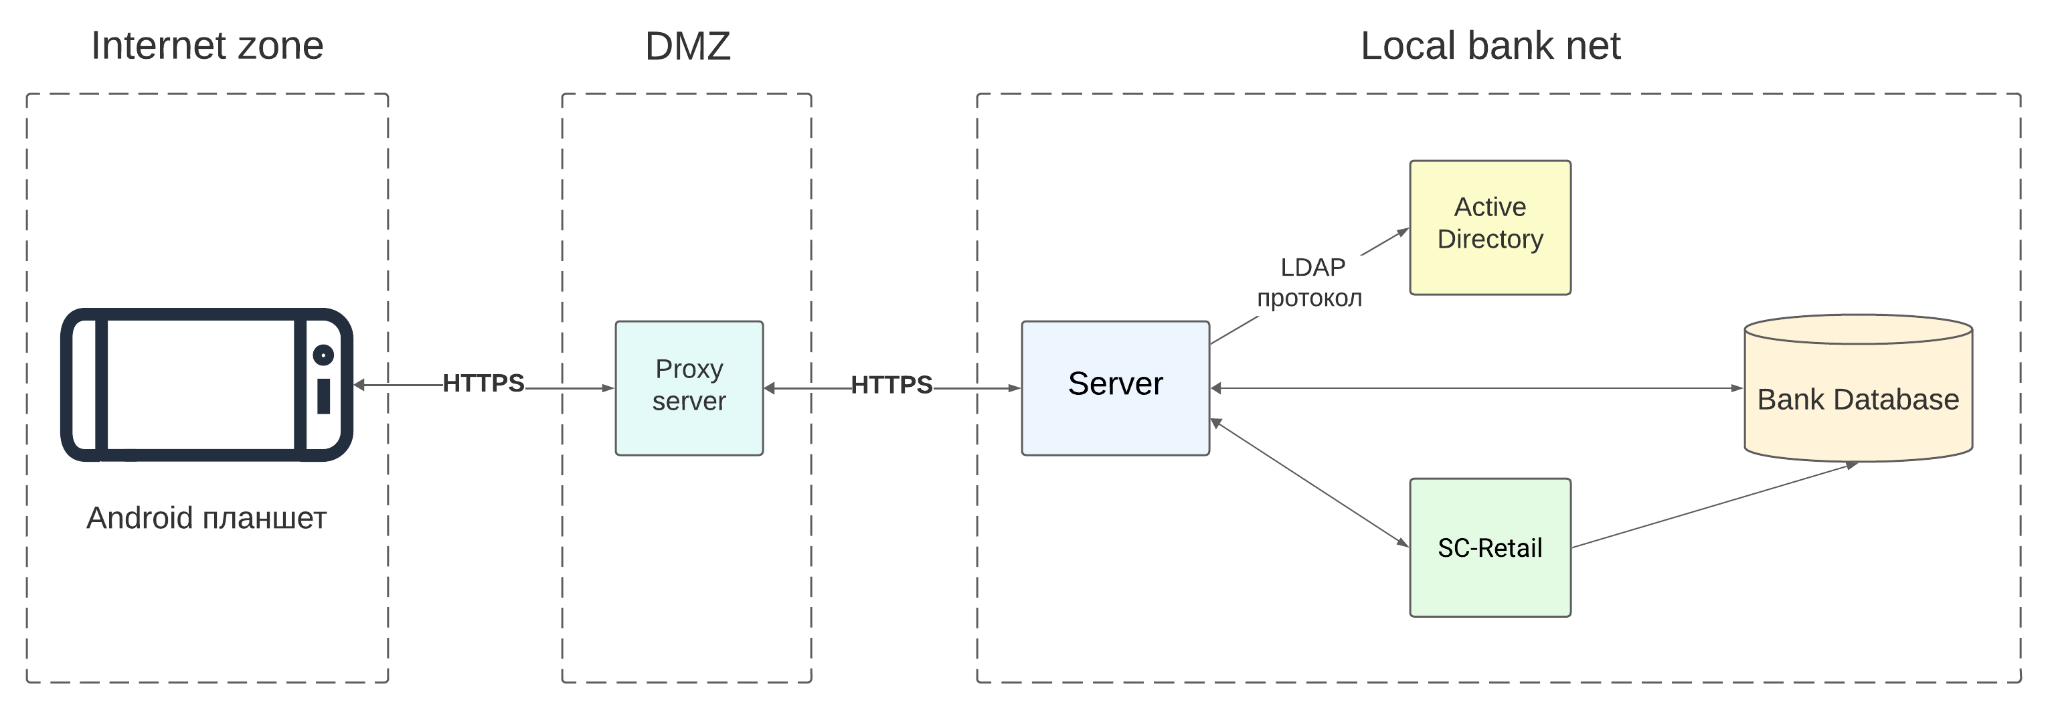 Internet zone
DMZ
Local bank net
Active
Directory
LDAP
протокол
HTTPS
Proxy
server
HTTPS
Server
Bank Database
Android планшет
SC-Retail